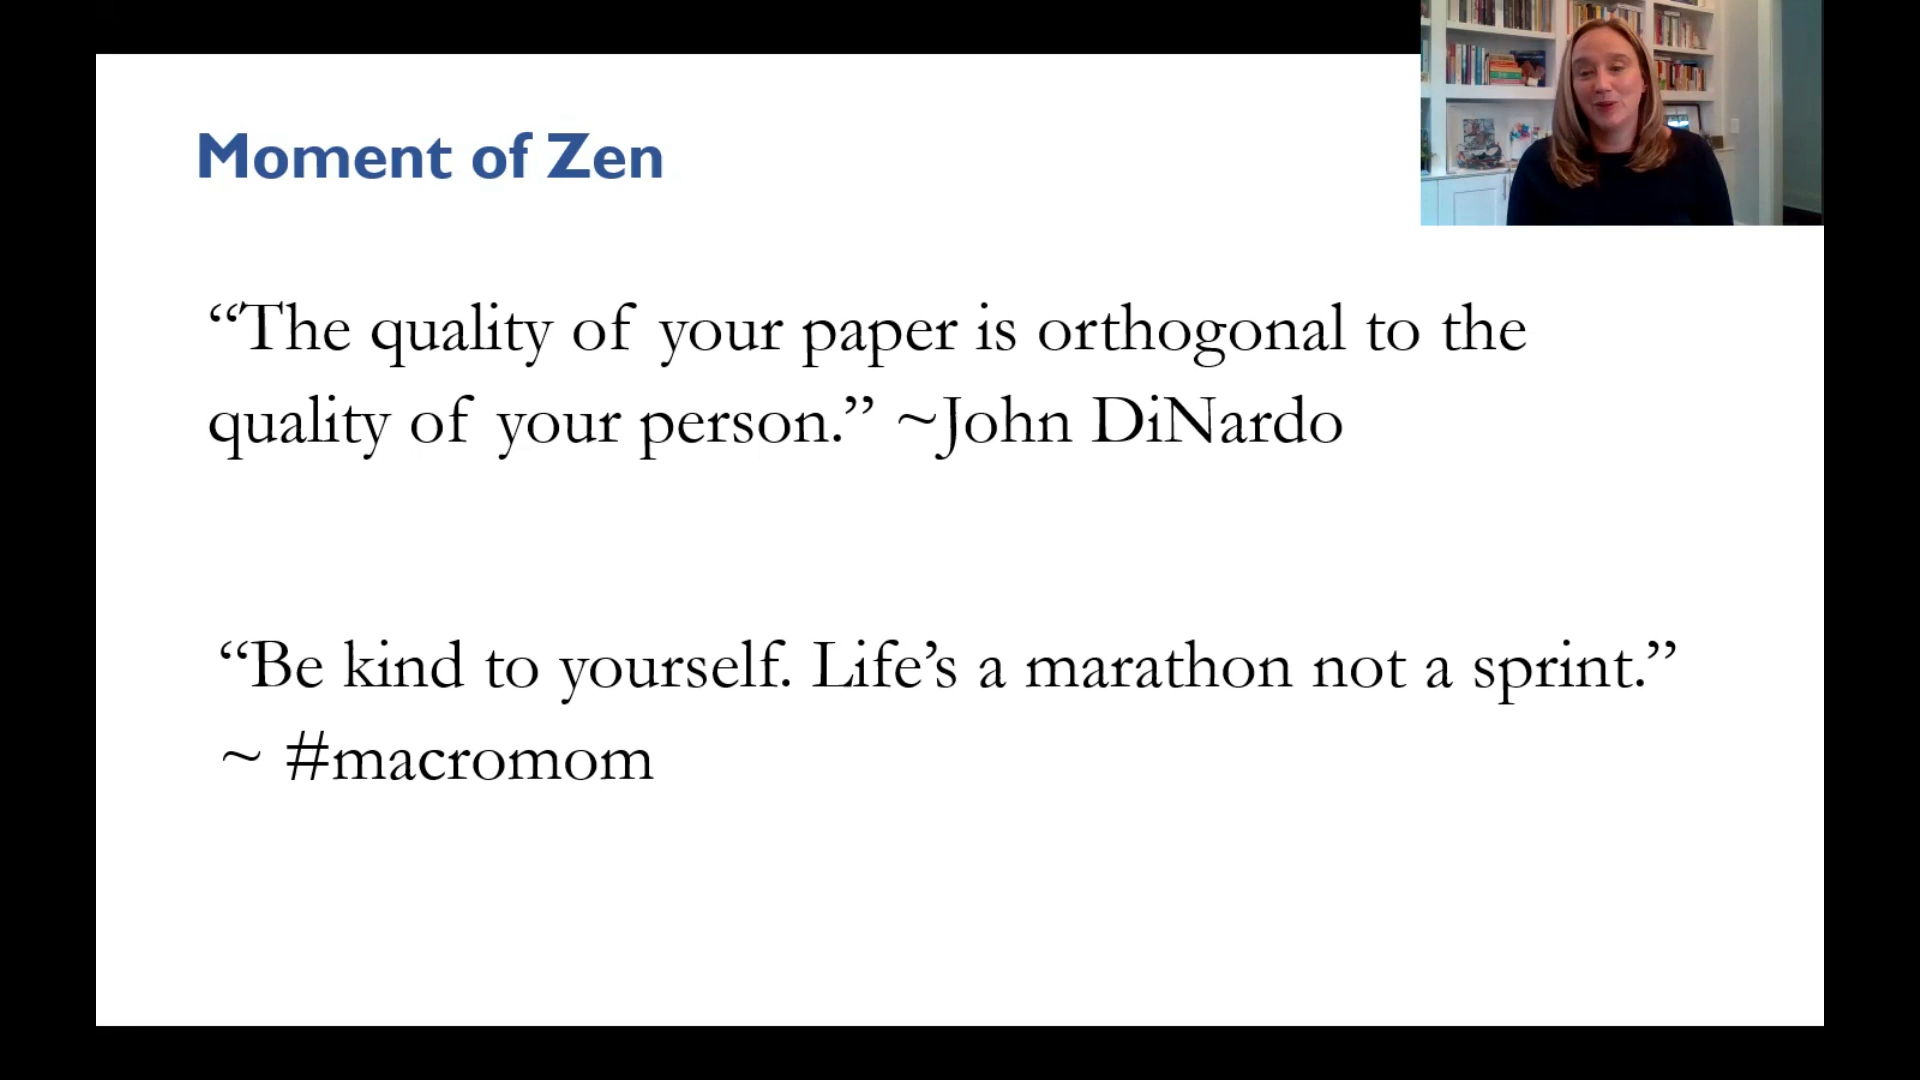 Moment of Zen
“The quality of your paper is orthogonal to the
quality of your person.” ~John DiNardo
“Be kind to yourself. Life’s a marathon not a sprint.”
~ #macromom